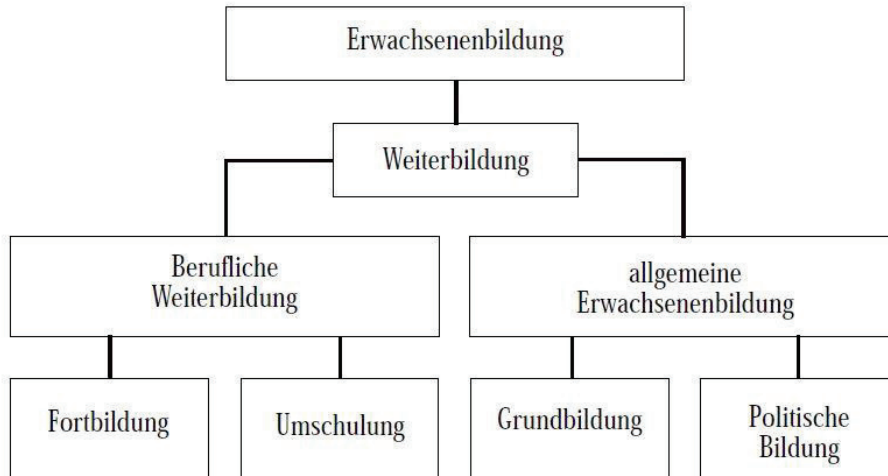 Erwachsenenbildung
Weiterbildung
Berufliche
Weiterbildung
allgemeine
Erwachsenenbildung
Fortbildung
Umschulung
Grundbildung
Politische
Bildung